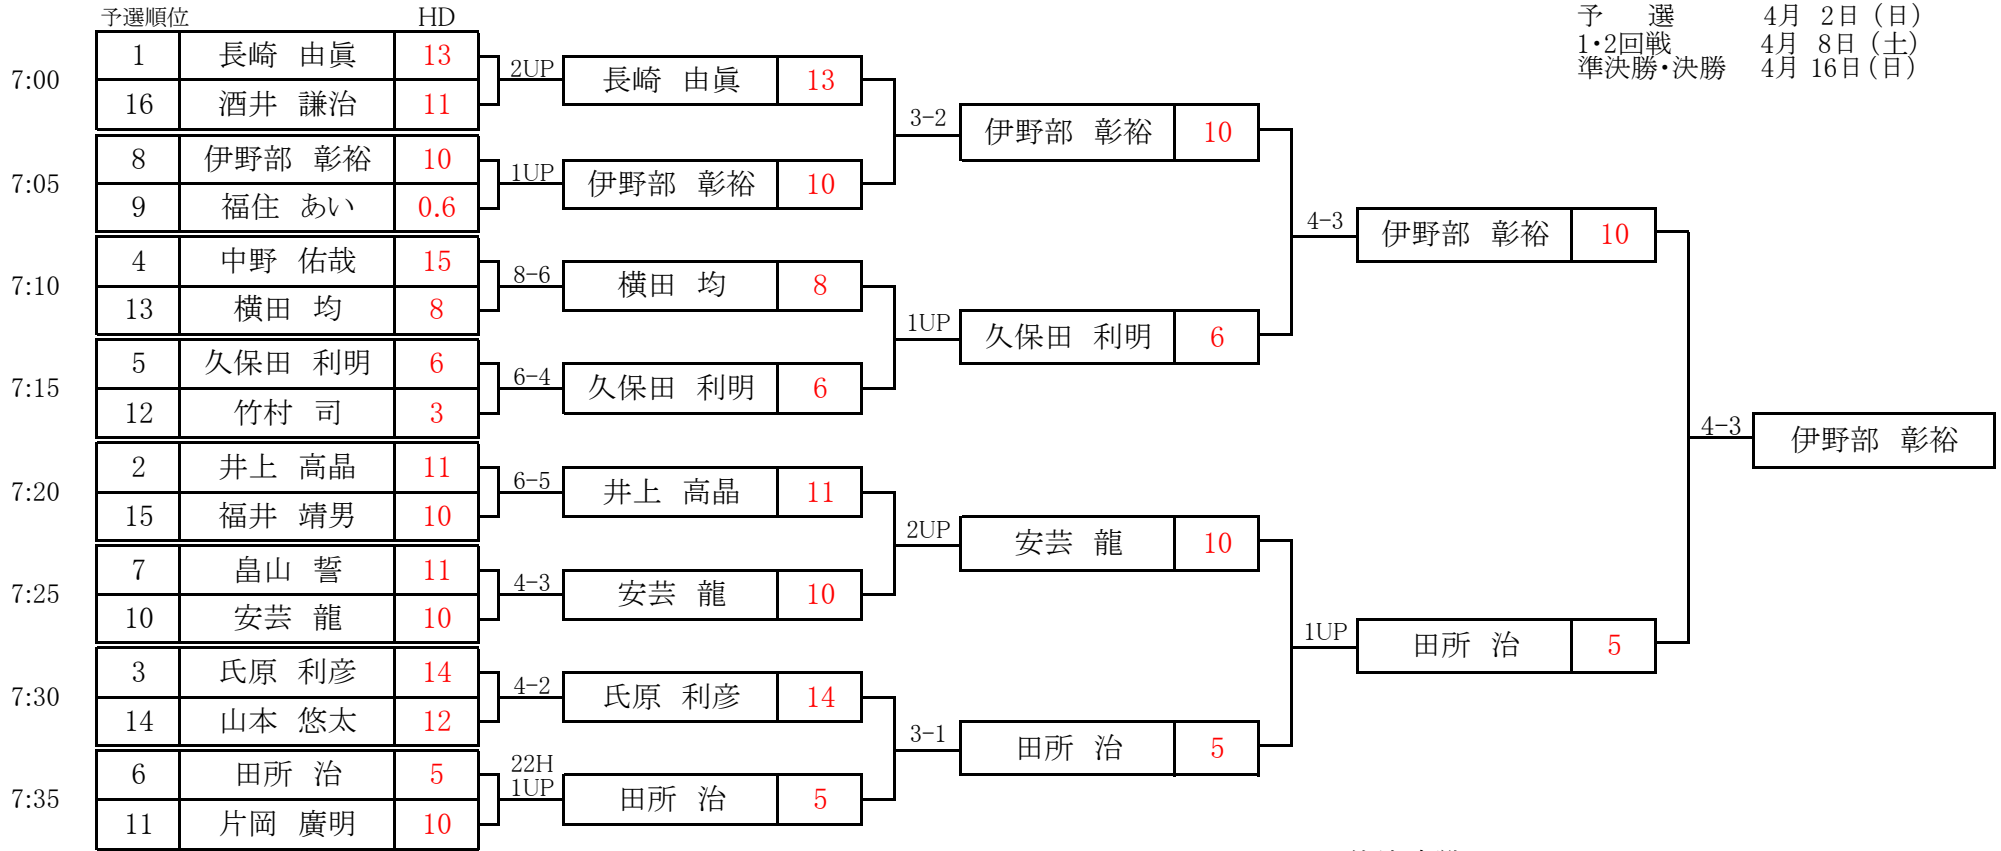 予選順位 HD
予 選 4月 2日（日）
1・2回戦 4月 8日（土）
準決勝・決勝 4月 16日（日）
7:00
1 長崎 由眞 13
16 酒井 謙治 11
2UP
長崎 由眞 13
7:05
8 伊野部 彰裕 10
9 福住 あい 0.6
1UP
伊野部 彰裕 10
3-2
伊野部 彰裕 10
7:10
4 中野 佑哉 15
13 横田 均 8
8-6
横田 均 8
7:15
5 久保田 利明 6
12 竹村 司 3
6-4
久保田 利明 6
1UP
久保田 利明 6
4-3
伊野部 彰裕 10
7:20
2 井上 高晶 11
15 福井 靖男 10
6-5
井上 高晶 11
7:25
7 畠山 誓 11
10 安芸 龍 10
4-3
安芸 龍 10
2UP
安芸 龍 10
7:30
3 氏原 利彦 14
14 山本 悠太 12
4-2
氏原 利彦 14
7:35
6 田所 治 5
11 片岡 廣明 10
22H
1UP
田所 治 5
3-1
田所 治 5
1UP
田所 治 5
4-3
伊野部 彰裕